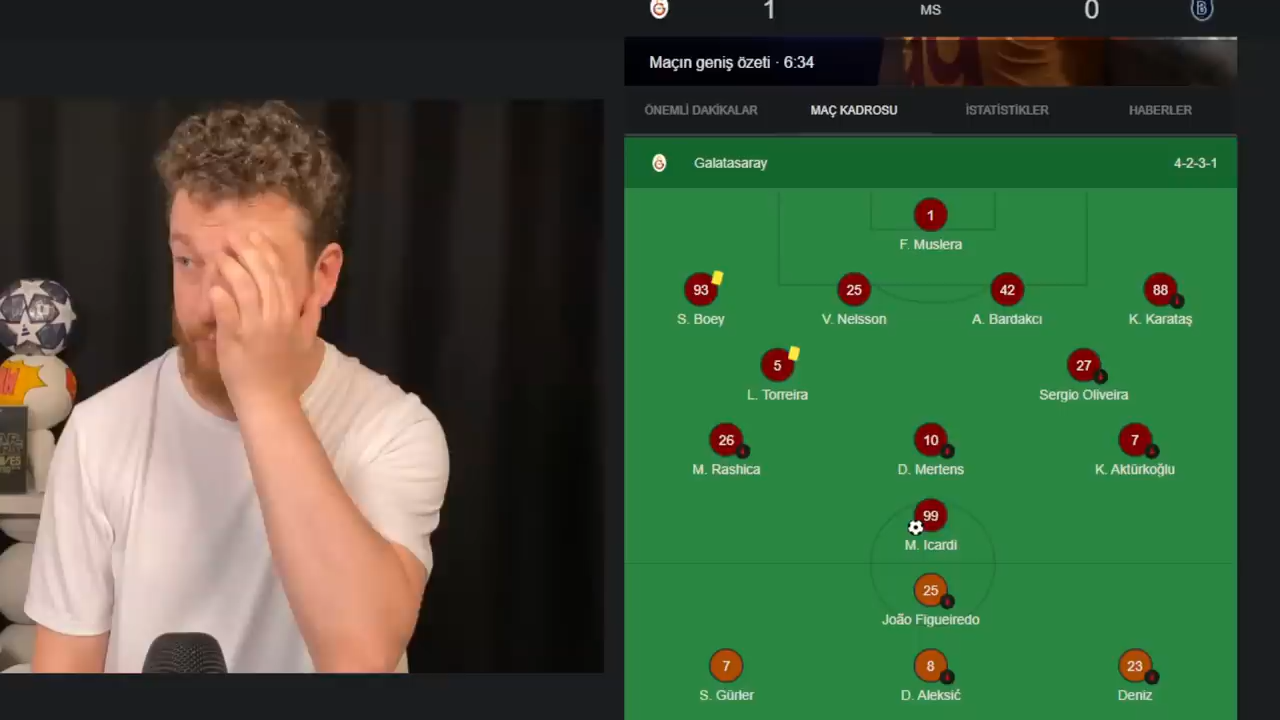 1 MS 0
Maçın geniş özeti · 6:34
ÖNEMLİ DAKİKALAR MAÇ KADROSU İSTATİSTİKLER HABERLER
Galatasaray 4-2-3-1
1
F. Muslera
93 25 42 88
S. Boey V. Nelsson A. Bardakcı K. Karataş
5 27
L. Torreira Sergio Oliveira
26 10 7
M. Rashica D. Mertens K. Aktürkoğlu
99
M. Icardi
25
João Figueiredo
7 8 23
S. Gürler D. Aleksić Deniz